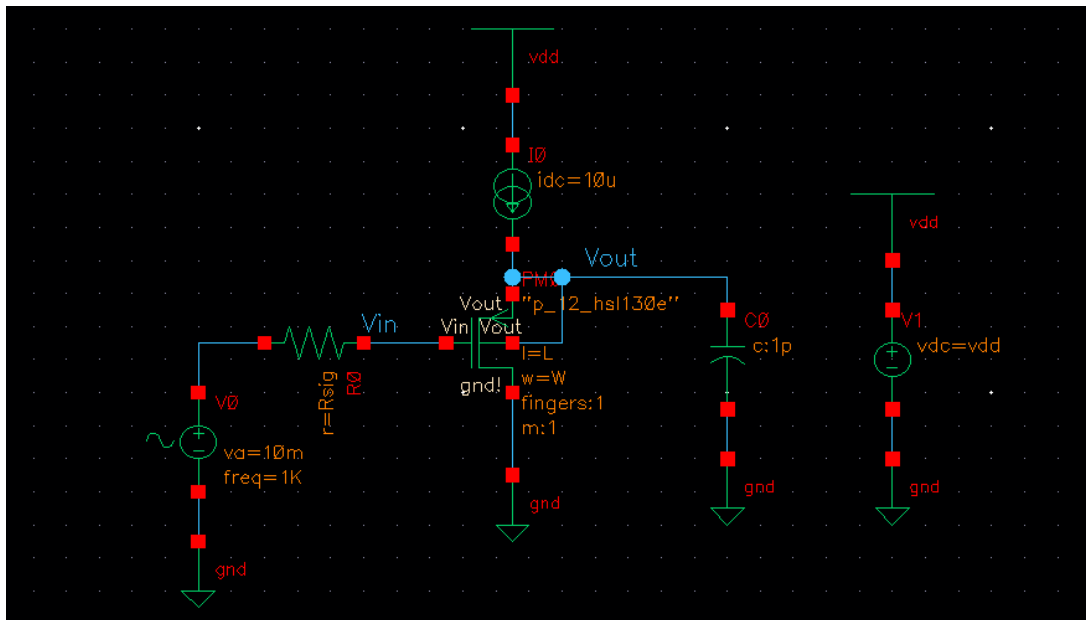 vdd
I0
idc=10u
vdd
Vout
PM0
Vout
"p_12_hsl130e"
Vin
Vin
Vout
C0
c:1p
V1
vdc=vdd
l=L
gnd!
w=W
fingers:1
m:1
R0
r=Rsig
V0
va=10m
freq=1K
gnd
gnd
gnd
gnd